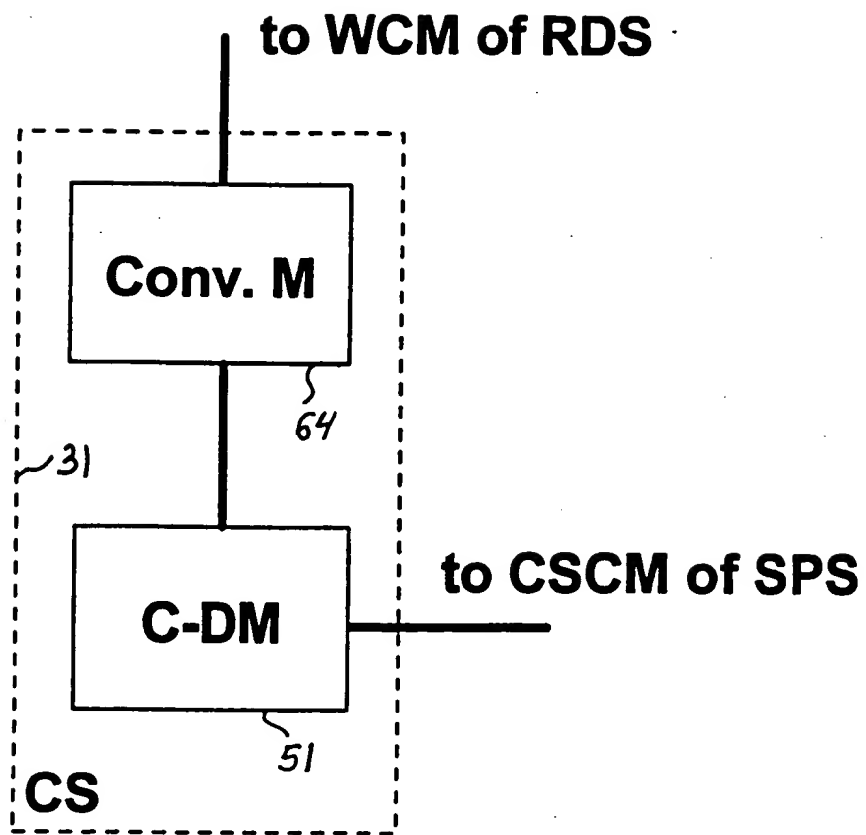 to WCM of RDS
Conv. M
64
31
to CSCM of SPS
C-DM
51
CS